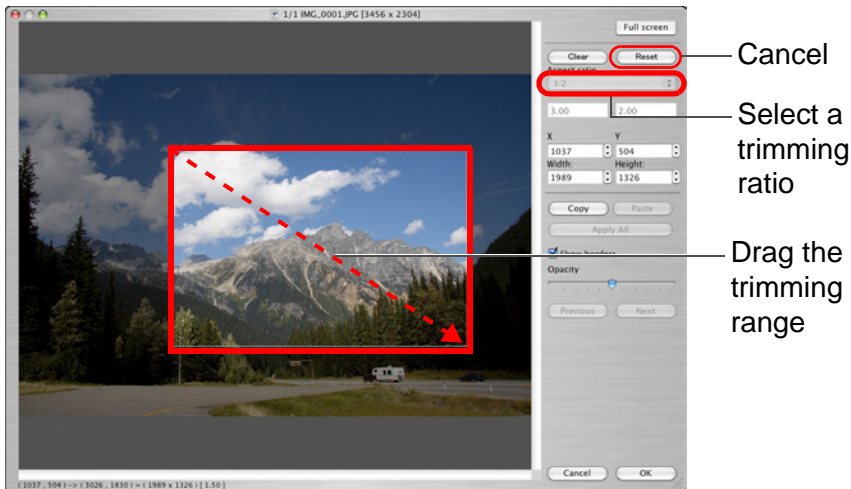 1/1 IMG_0001.JPG [3456 x 2304]
Full screen
Clear Reset
Cancel
Aspect ratio
3:2
3.00 : 2.00
Select a
trimming
ratio
X Y
1037 504
Width: Height:
1989 1326
Copy Paste
Apply All
Show borders
Drag the
trimming
range
Opacity
Previous Next
Cancel OK
( 1037 , 504 ) -> ( 3026 , 1830 ) = ( 1989 x 1326 ) [ 1.50 ]